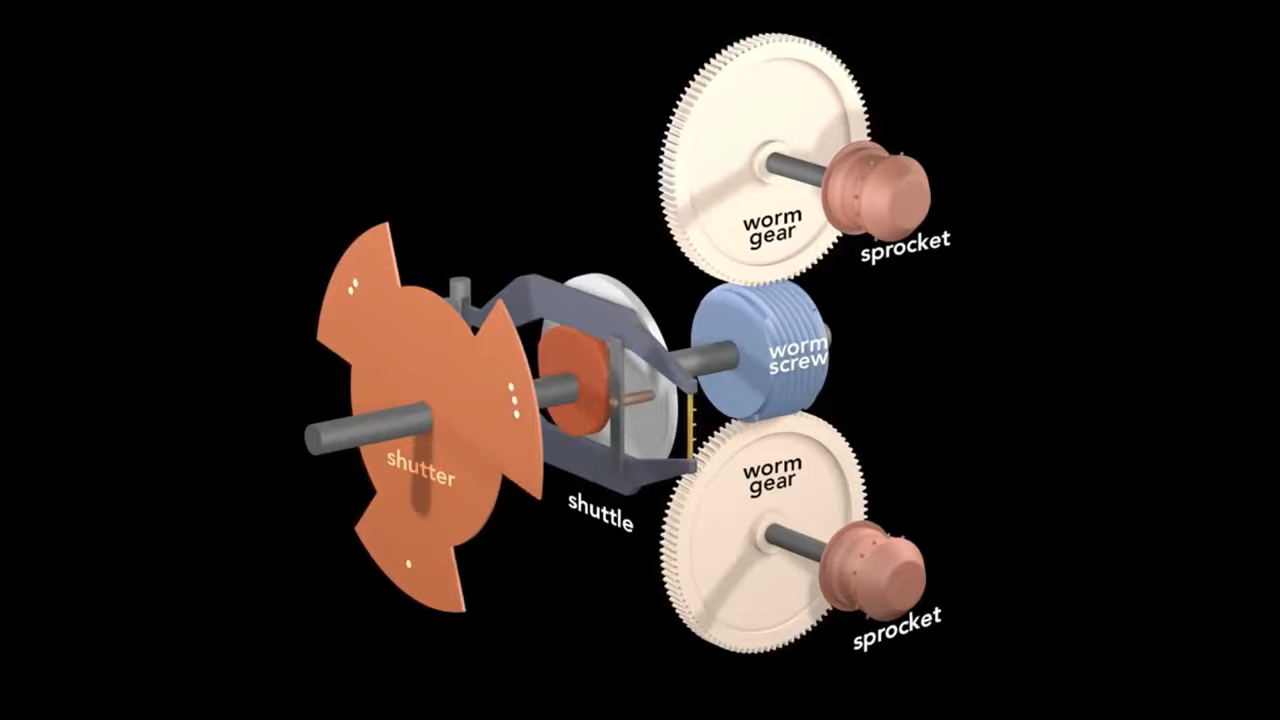 worm
gear
sprocket
worm
screw
shutter
shuttle
worm
gear
sprocket